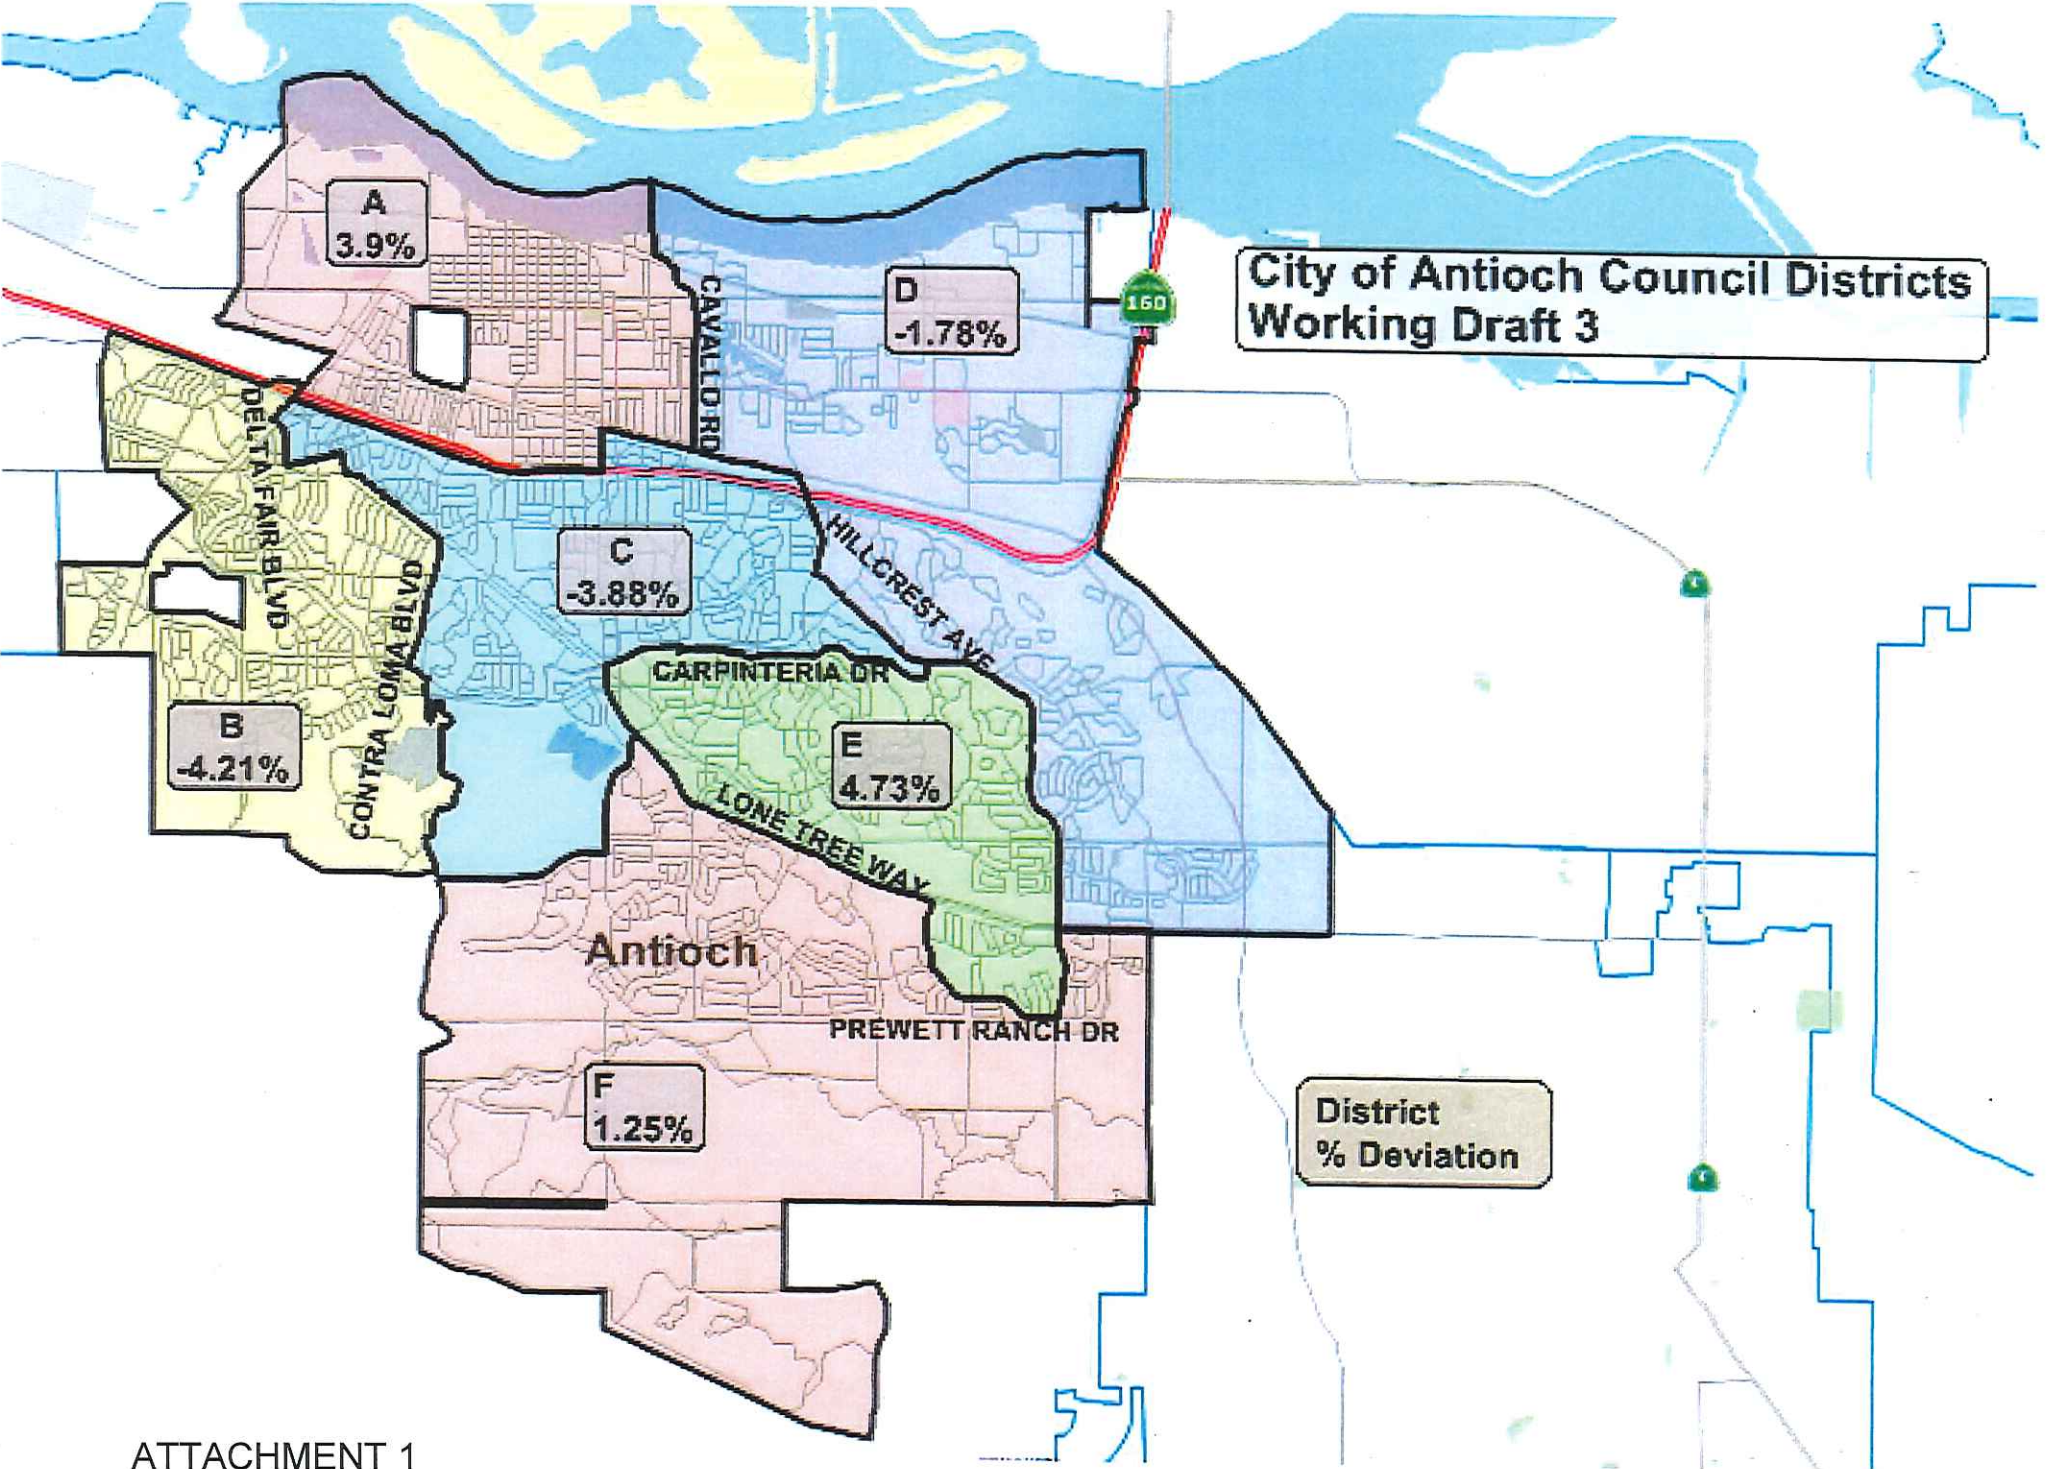 A
3.9%
D
-1.78%
160
City of Antioch Council Districts
Working Draft 3
CAVALLO RD
DELTA FAIR BLVD
C
-3.88%
HILLCREST AVE
CONTRA LOMA BLVD
CARPINTERIA DR
B
-4.21%
E
4.73%
LONE TREE WAY
Antioch
PREWETT RANCH DR
F
1.25%
District
% Deviation
4
4
ATTACHMENT 1